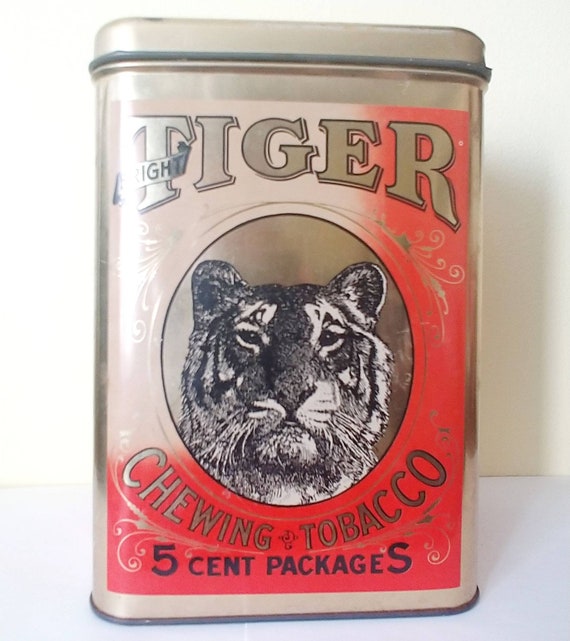 BRIGHT
TIGER
CHEWING TOBACCO
5 CENT PACKAGES